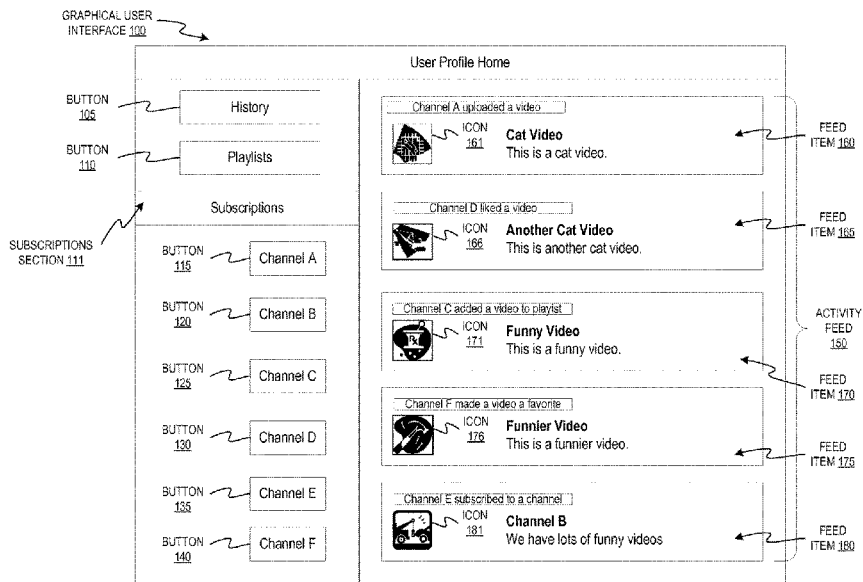 GRAPHICAL USER
INTERFACE 100
User Profile Home
BUTTON
105
History
BUTTON
110
Playlists
Subscriptions
SUBSCRIPTIONS
SECTION 111
BUTTON
115
Channel A
BUTTON
120
Channel B
BUTTON
125
Channel C
BUTTON
130
Channel D
BUTTON
135
Channel E
BUTTON
140
Channel F
Channel A uploaded a video
ICON
161
Cat Video
This is a cat video.
FEED
ITEM 160
Channel D liked a video
ICON
166
Another Cat Video
This is another cat video.
FEED
ITEM 165
Channel C added a video to playist
ICON
171
Funny Video
This is a funny video.
ACTIVITY
FEED
150
FEED
ITEM 170
Channel F made a video a favorite
ICON
176
Funnier Video
This is a funnier video.
FEED
ITEM 175
Channel E subscribed to a channel
ICON
181
Channel B
We have lots of funny videos
FEED
ITEM 180